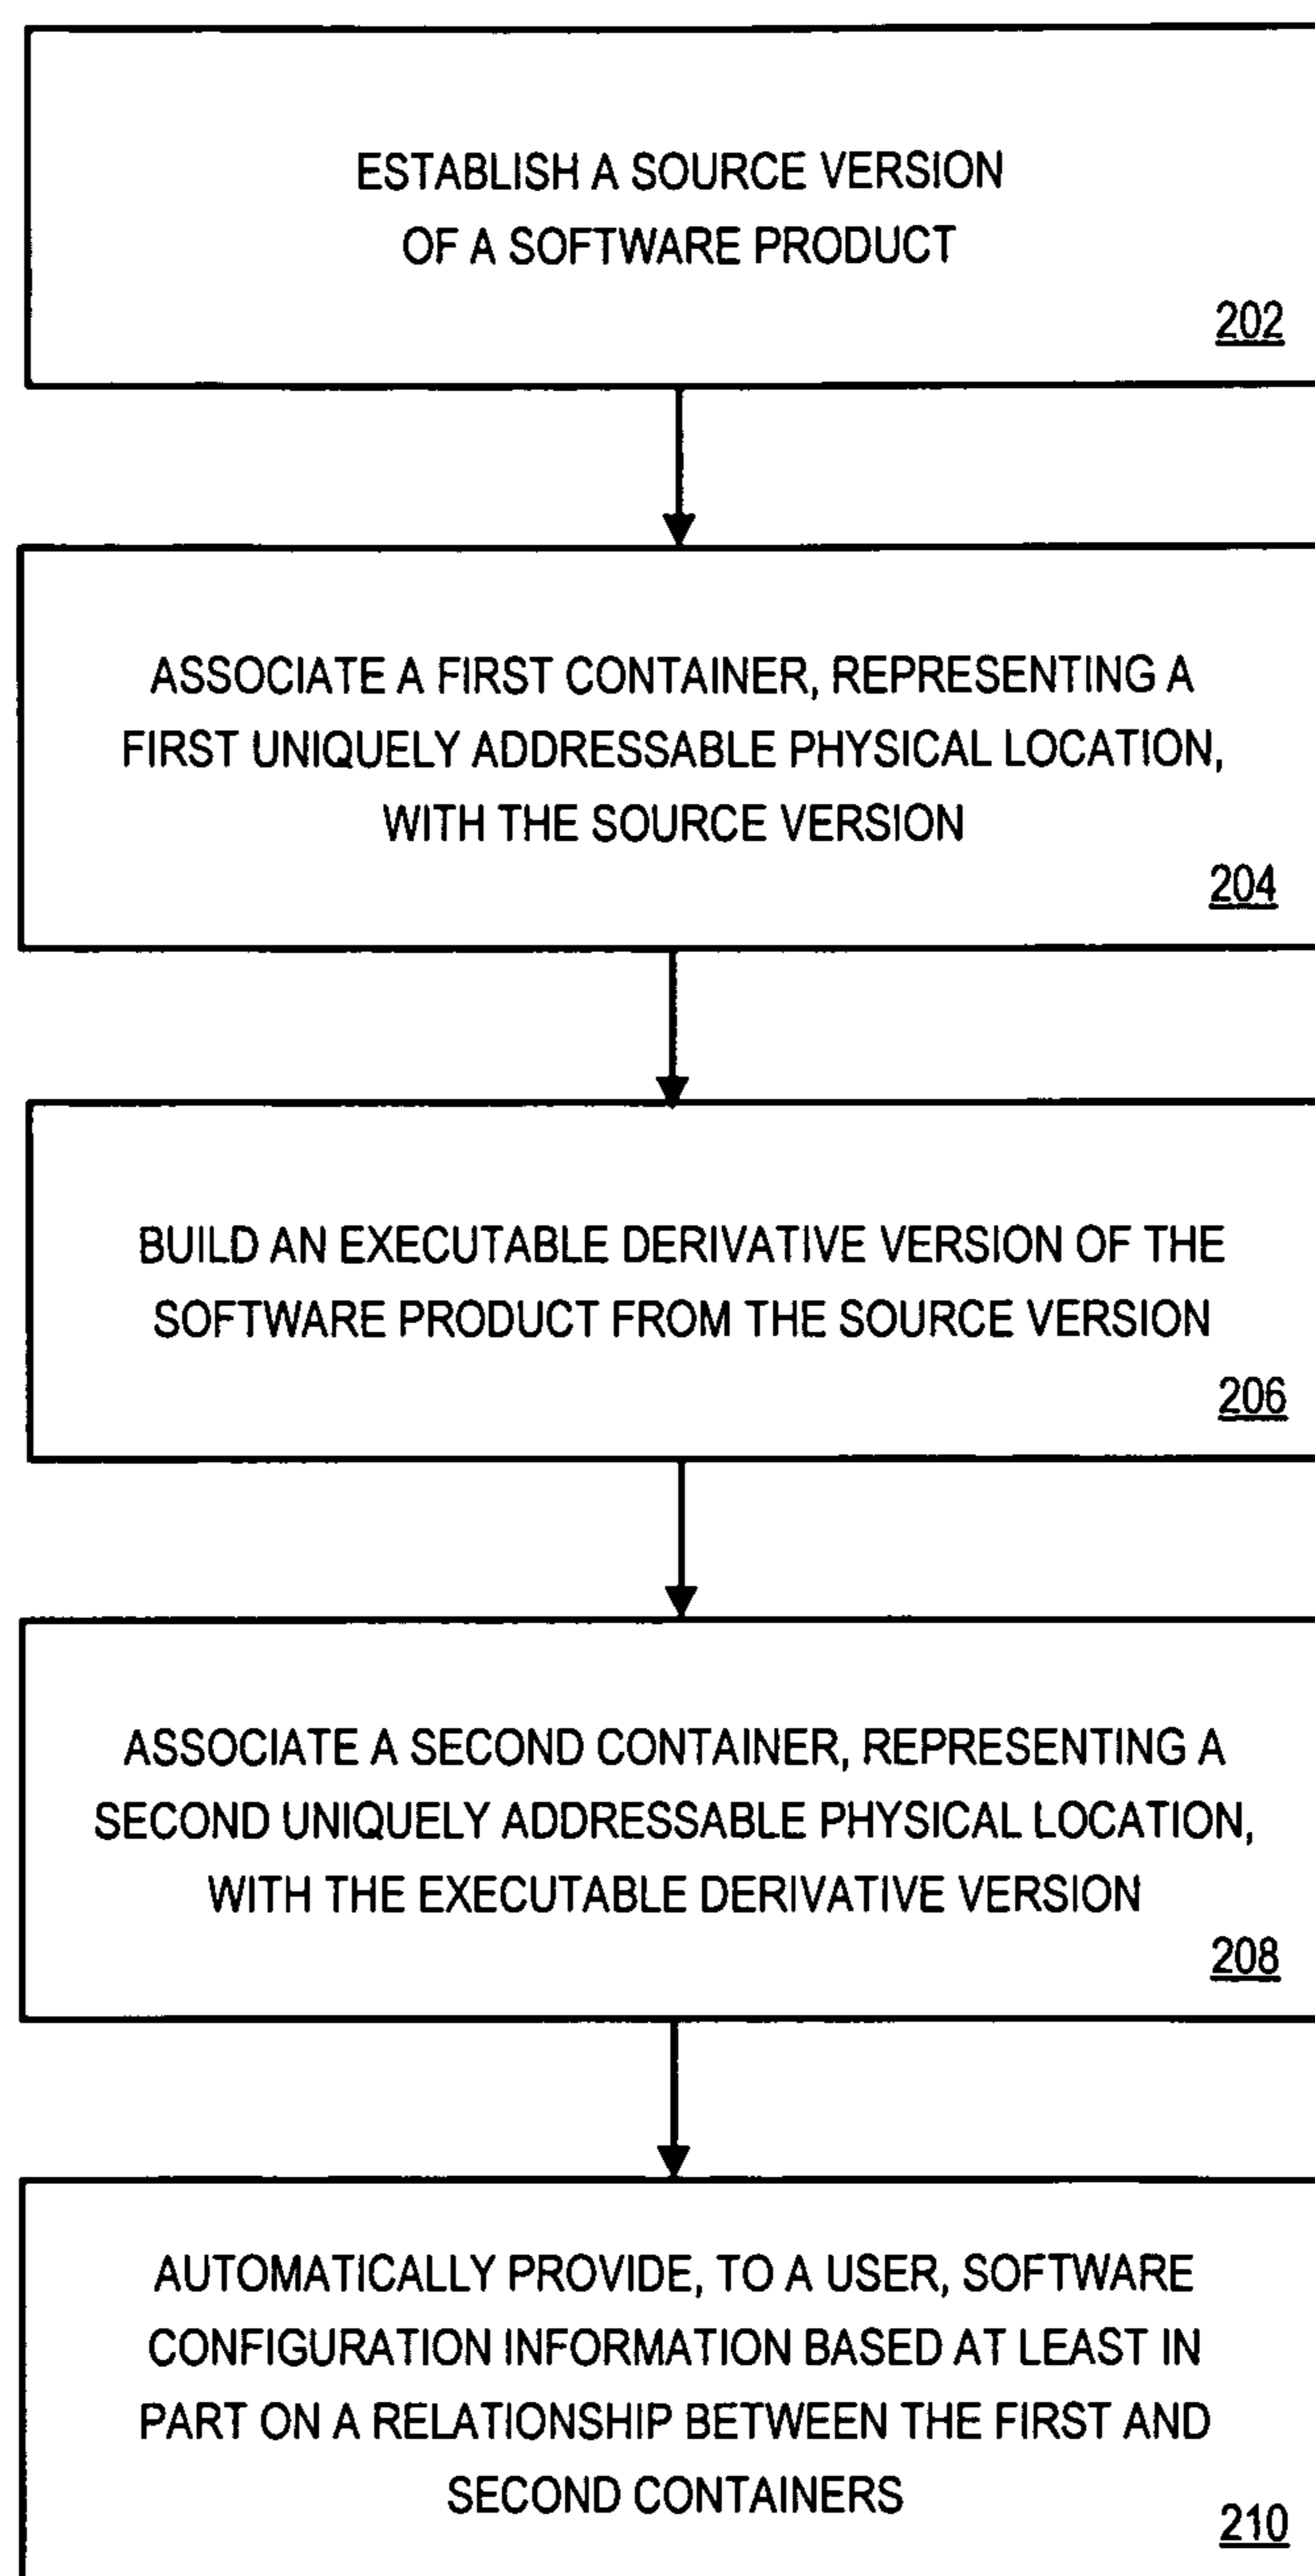 ESTABLISH A SOURCE VERSION
OF A SOFTWARE PRODUCT
202
ASSOCIATE A FIRST CONTAINER, REPRESENTING A
FIRST UNIQUELY ADDRESSABLE PHYSICAL LOCATION,
WITH THE SOURCE VERSION
204
BUILD AN EXECUTABLE DERIVATIVE VERSION OF THE
SOFTWARE PRODUCT FROM THE SOURCE VERSION
206
ASSOCIATE A SECOND CONTAINER, REPRESENTING A
SECOND UNIQUELY ADDRESSABLE PHYSICAL LOCATION,
WITH THE EXECUTABLE DERIVATIVE VERSION
208
AUTOMATICALLY PROVIDE, TO A USER, SOFTWARE
CONFIGURATION INFORMATION BASED AT LEAST IN
PART ON A RELATIONSHIP BETWEEN THE FIRST AND
SECOND CONTAINERS
210